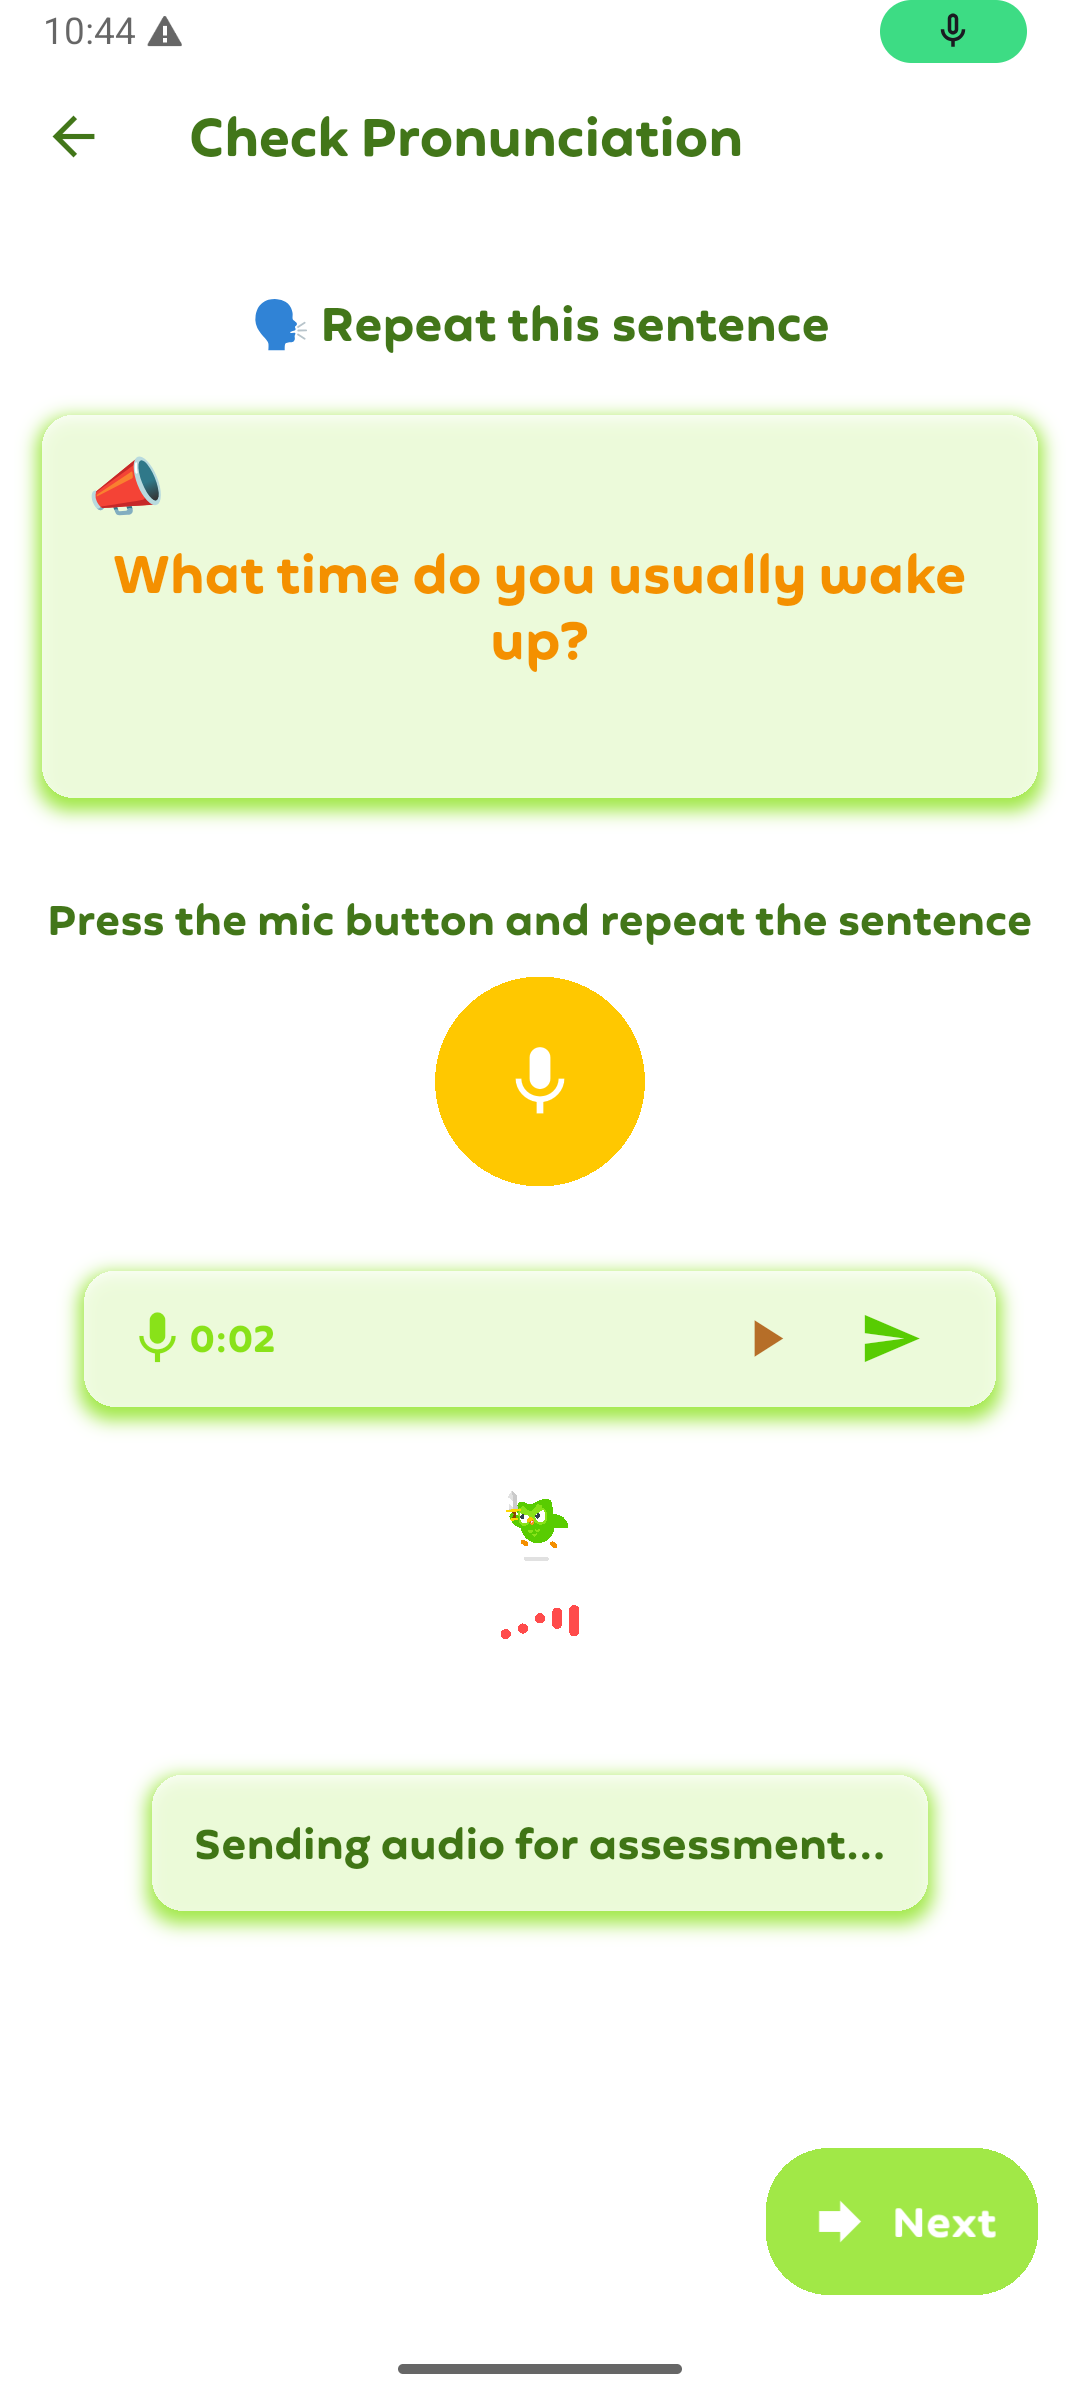 10:44
Check Pronunciation
Repeat this sentence
What time do you usually wake
up?
Press the mic button and repeat the sentence
0:02
Sending audio for assessment...
Next